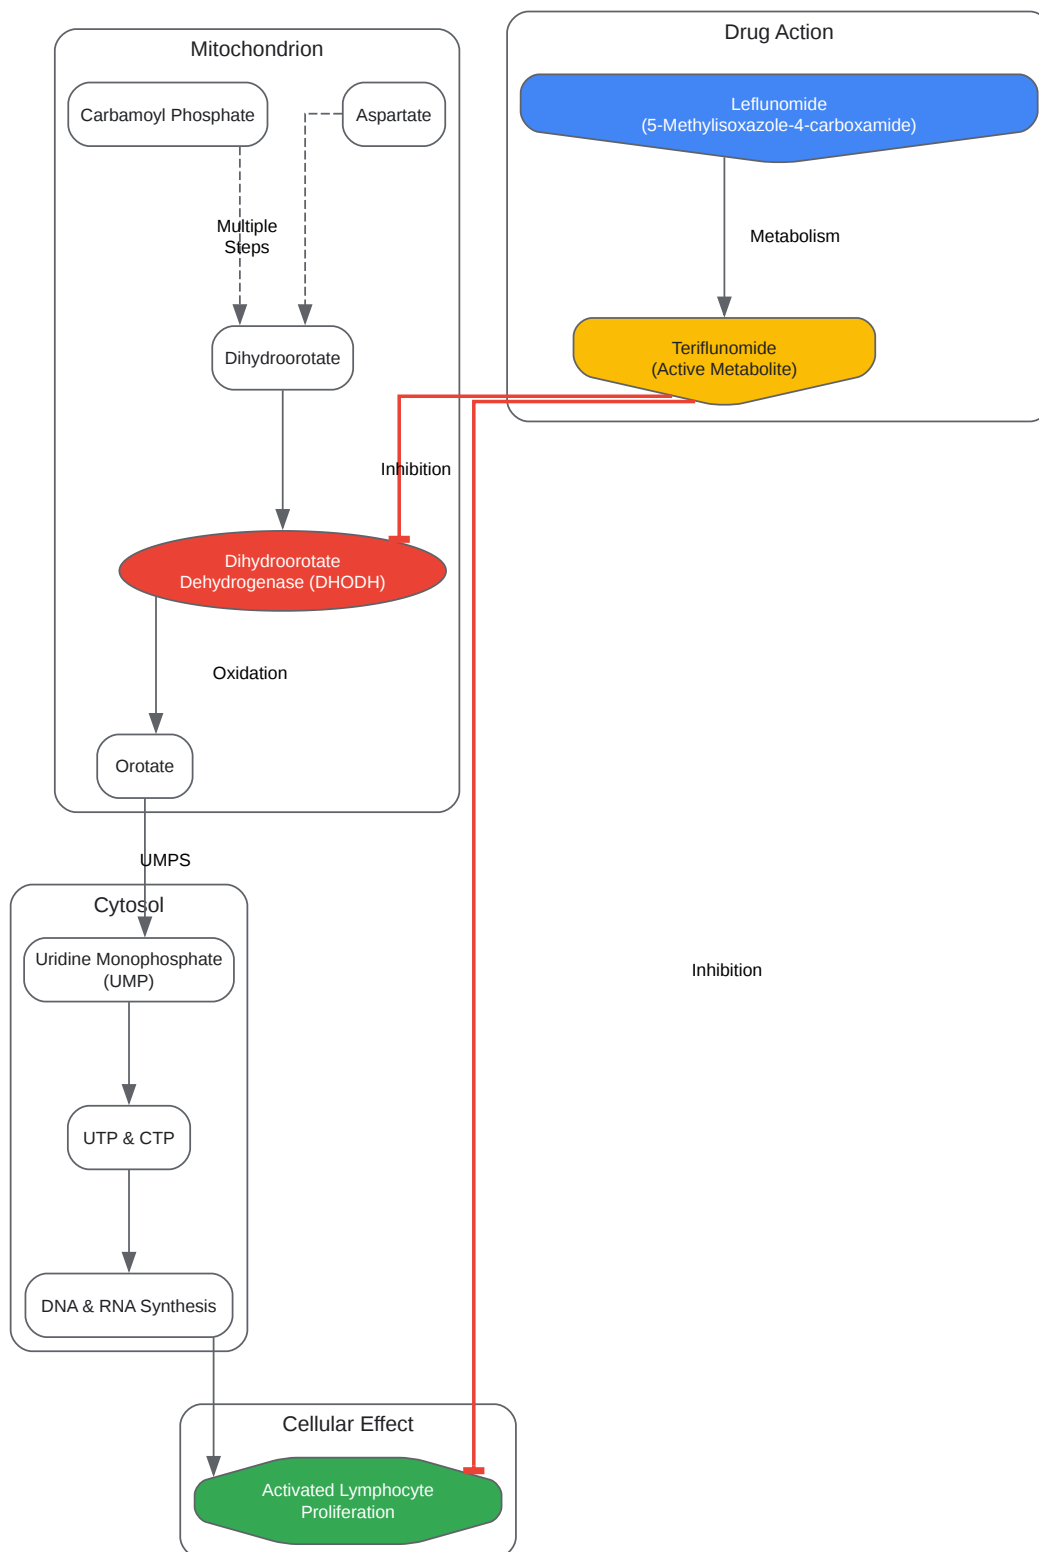 Drug Action
Mitochondrion
Leflunomide
(5-Methylisoxazole-4-carboxamide)
Carbamoyl Phosphate
Aspartate
Multiple
Steps
Metabolism
Teriflunomide
(Active Metabolite)
Dihydroorotate
Inhibition
Dihydroorotate
Dehydrogenase (DHODH)
Oxidation
Orotate
UMPS
Cytosol
Uridine Monophosphate
(UMP)
Inhibition
UTP & CTP
DNA & RNA Synthesis
Cellular Effect
Activated Lymphocyte
Proliferation